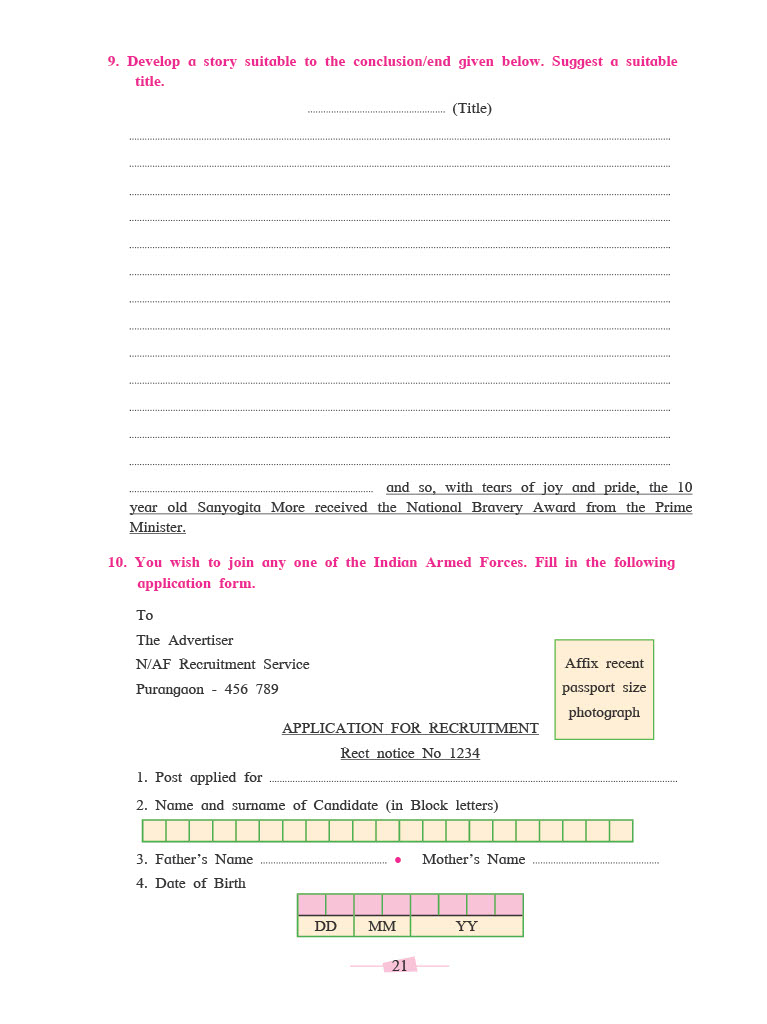 9. Develop a story suitable to the conclusion/end given below. Suggest a suitable
title.
.................................................... (Title)
and so, with tears of joy and pride, the 10
year old Sanyogita More received the National Bravery Award from the Prime
Minister.
10. You wish to join any one of the Indian Armed Forces. Fill in the following
application form.
To
The Advertiser
N/AF Recruitment Service
Purangaon - 456 789
Affix recent
passport size
photograph
APPLICATION FOR RECRUITMENT
Rect notice No 1234
1. Post applied for ....................................................
2. Name and surname of Candidate (in Block letters)
3. Father's Name .................................................... • Mother's Name ....................................................
4. Date of Birth
DD MM YY
21